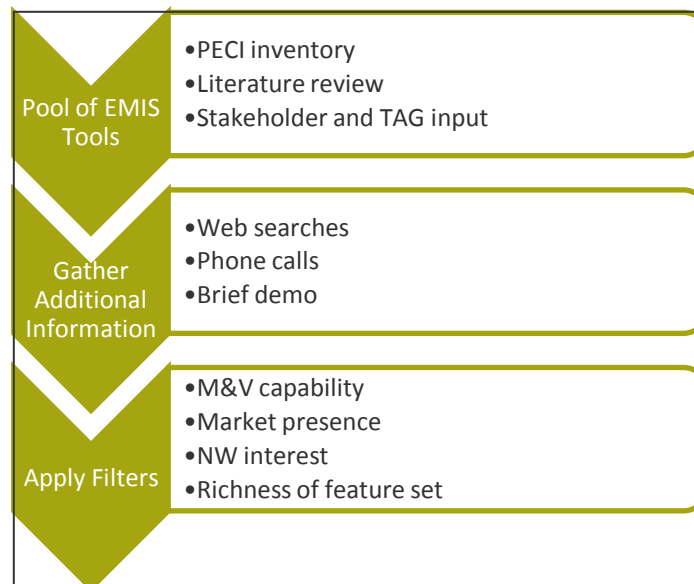 Pool of EMIS
Tools
•PECI inventory
•Literature review
•Stakeholder and TAG input
Gather
Additional
Information
•Web searches
•Phone calls
•Brief demo
Apply Filters
•M&V capability
•Market presence
•NW interest
•Richness of feature set